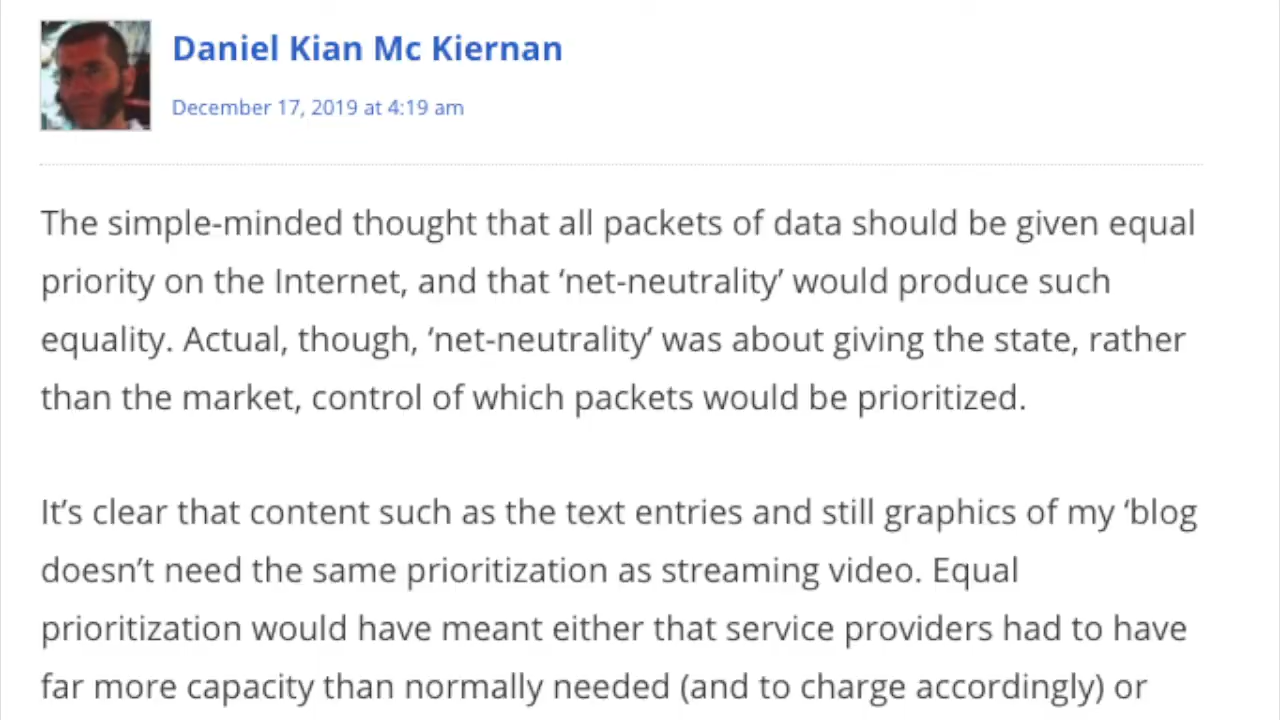 Daniel Kian Mc Kiernan
December 17, 2019 at 4:19 am
The simple-minded thought that all packets of data should be given equal
priority on the Internet, and that ‘net-neutrality’ would produce such
equality. Actual, though, ‘net-neutrality’ was about giving the state, rather
than the market, control of which packets would be prioritized.
It’s clear that content such as the text entries and still graphics of my ‘blog
doesn’t need the same prioritization as streaming video. Equal
prioritization would have meant either that service providers had to have
far more capacity than normally needed (and to charge accordingly) or